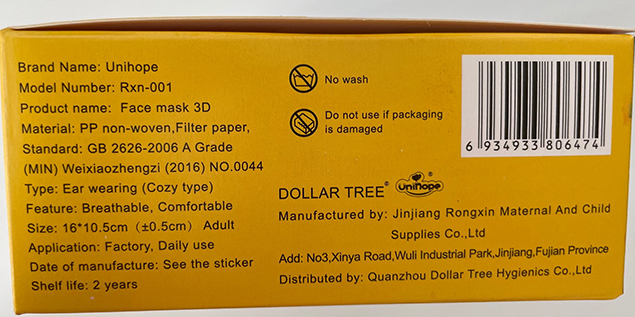 Brand Name: Unihope
Model Number: Rxn-001
Product name: Face mask 3D
Material: PP non-woven,Filter paper,
Standard: GB 2626-2006 A Grade
(MIN) Weixiaozhengzi (2016) NO.0044
Type: Ear wearing (Cozy type)
Feature: Breathable, Comfortable
Size: 16*10.5cm（±0.5cm） Adult
Application: Factory, Daily use
Date of manufacture: See the sticker
Shelf life: 2 years
No wash
Do not use if packaging
is damaged
6 934933 806474
DOLLAR TREE® unihope
Manufactured by: Jinjiang Rongxin Maternal And Child
Supplies Co.,Ltd
Add: No3,Xinya Road,Wuli Industrial Park,Jinjiang,Fujian Province
Distributed by: Quanzhou Dollar Tree Hygienics Co.,Ltd